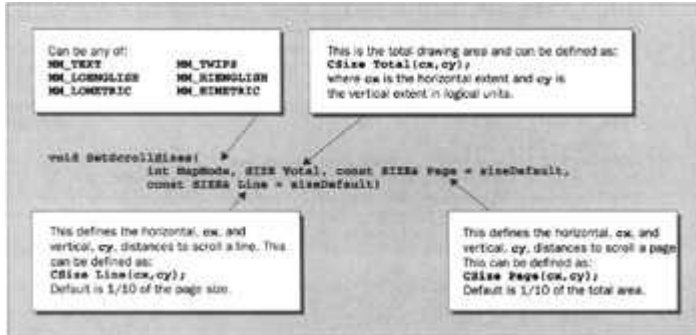 Can be any of:
MM_TEXT MM_TWIPS
MM_LOENGLISH MM_HIENGLISH
MM_LOMETRIC MM_HIMETRIC
This is the total drawing area and can be defined as:
CSize Total(cx,cy);
where cx is the horizontal extent and cy is
the vertical extent in logical units.
void SetScrollSizes(
int MapMode, SIZE Total, const SIZE& Page = sizeDefault,
const SIZE& Line = sizeDefault)
This defines the horizontal, cx, and
vertical, cy, distances to scroll a line. This
can be defined as:
CSize Line(cx,cy);
Default is 1/10 of the page size.
This defines the horizontal, cx, and
vertical, cy, distances to scroll a page
This can be defined as:
CSize Page(cx,cy);
Default is 1/10 of the total area.